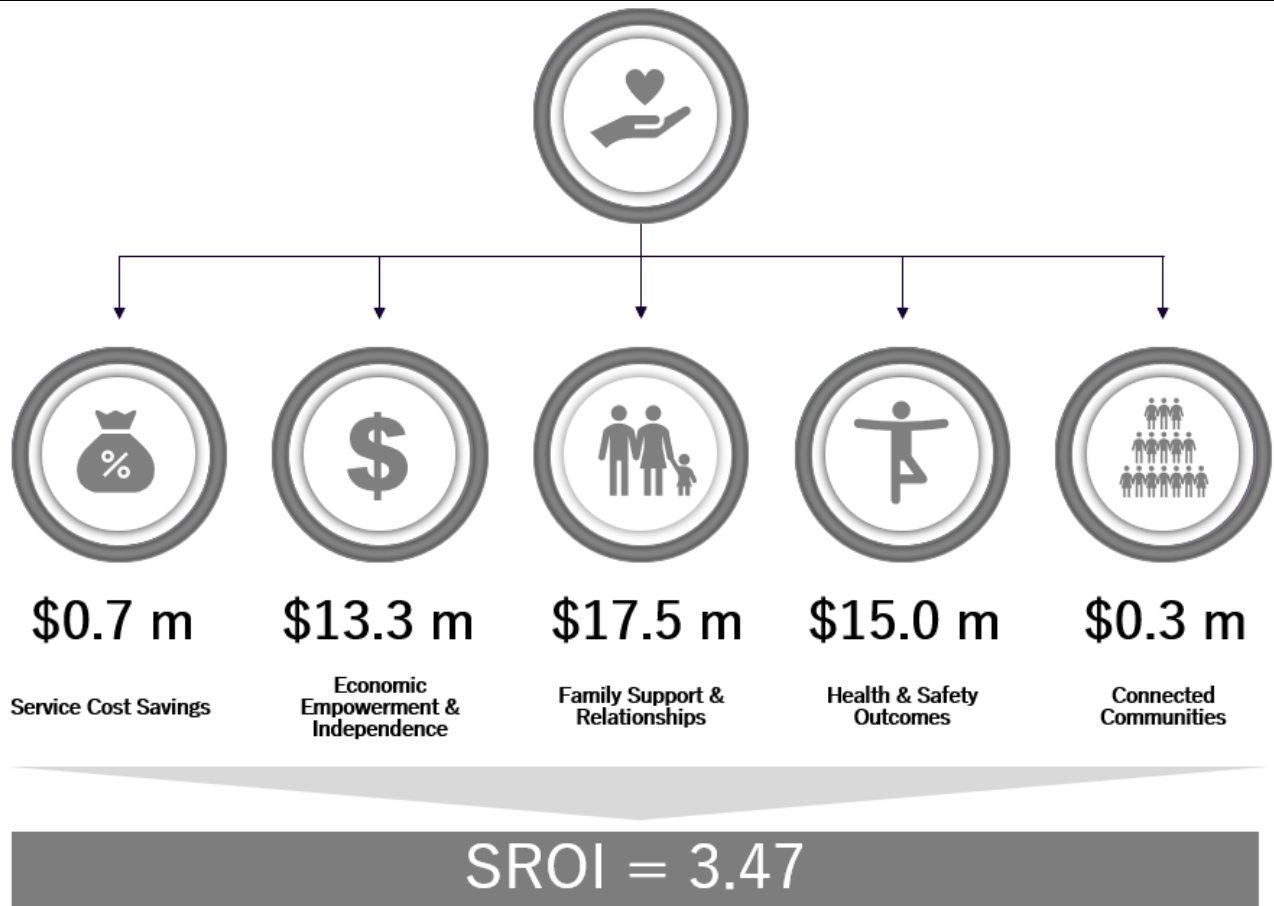 %
$
$0.7 m
$13.3 m
$17.5 m
$15.0 m
$0.3 m
Service Cost Savings
Economic
Empowerment &
Independence
Family Support &
Relationships
Health & Safety
Outcomes
Connected
Communities
SROI = 3.47